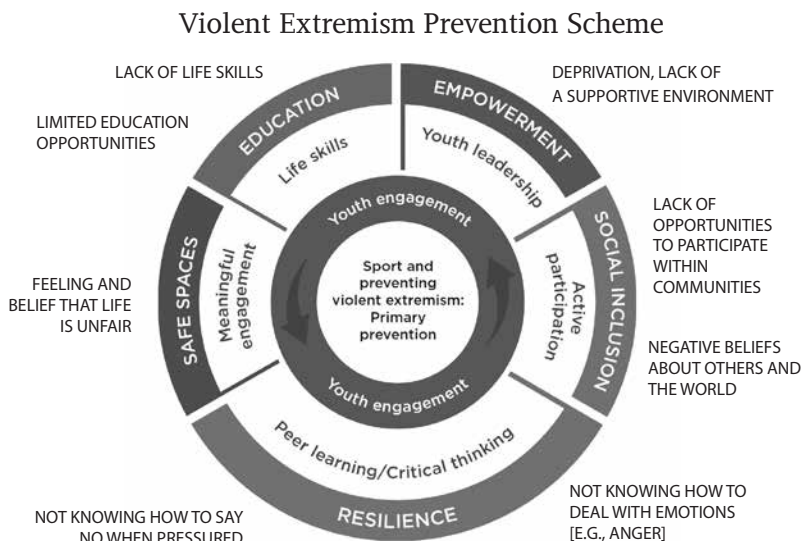 Violent Extremism Prevention Scheme
LACK OF LIFE SKILLS
DEPRIVATION, LACK OF
A SUPPORTIVE ENVIRONMENT
LIMITED EDUCATION
OPPORTUNITIES
EDUCATION
EMPOWERMENT
Life skills
Youth leadership
Youth engagement
SAFE SPACES
Meaningful
engagement
Sport and
preventing
violent extremism:
Primary
prevention
Active
participation
SOCIAL INCLUSION
LACK OF
OPPORTUNITIES
TO PARTICIPATE
WITHIN
COMMUNITIES
FEELING AND
BELIEF THAT LIFE
IS UNFAIR
NEGATIVE BELIEFS
ABOUT OTHERS AND
THE WORLD
Youth engagement
Peer learning/Critical thinking
RESILIENCE
NOT KNOWING HOW TO SAY
NO WHEN PRESSURED
NOT KNOWING HOW TO
DEAL WITH EMOTIONS
[E.G., ANGER]